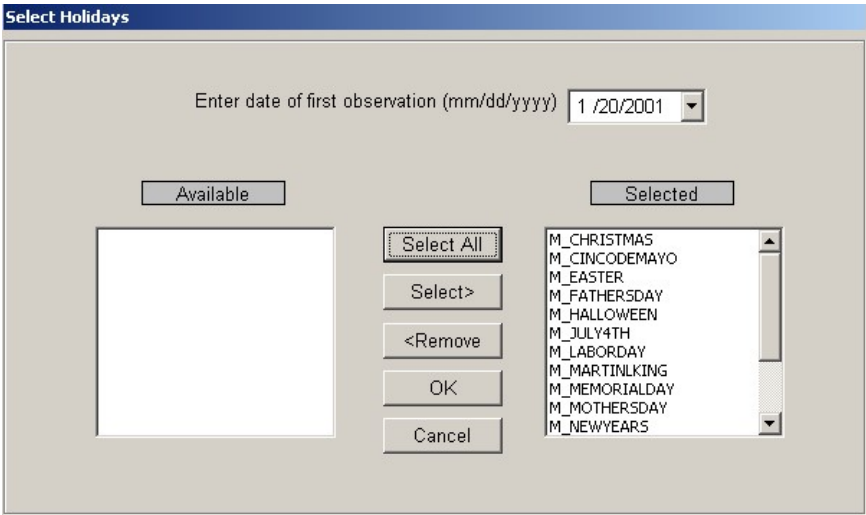 Select Holidays
Enter date of first observation (mm/dd/yyyy) 1 /20/2001
Available
Selected
Select All
Select>
<Remove
OK
Cancel
M_CHRISTMAS
M_CINCODEMAYO
M_EASTER
M_FATHERSDAY
M_HALLOWEEN
M_JULY4TH
M_LABORDAY
M_MARTINLKING
M_MEMORIALDAY
M_MOTHERSDAY
M_NEWYEARS